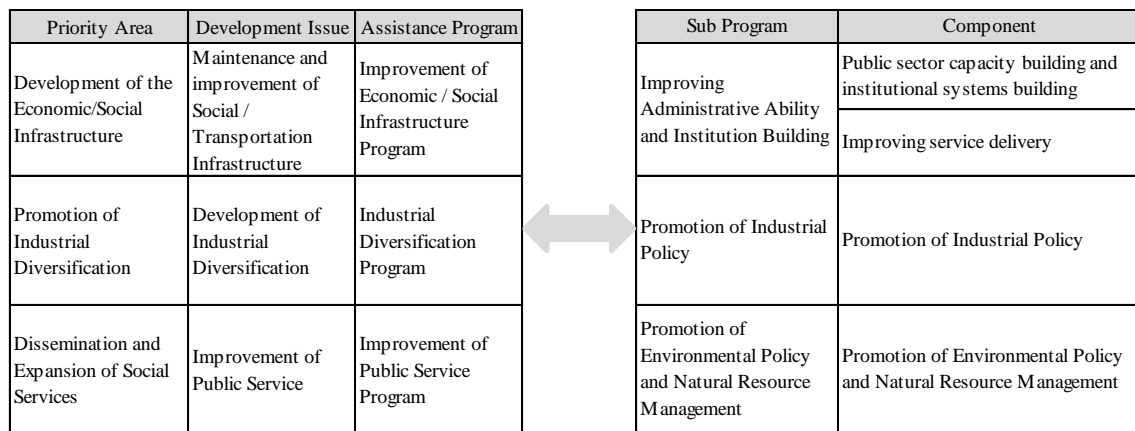 Priority Area
Development Issue
Assistance Program
Development of the
Economic/Social
Infrastructure
Maintenance and
improvement of
Social /
Transportation
Infrastructure
Improvement of
Economic / Social
Infrastructure
Program
Promotion of
Industrial
Diversification
Development of
Industrial
Diversification
Industrial
Diversification
Program
Dissemination and
Expansion of Social
Services
Improvement of
Public Service
Improvement of
Public Service
Program
Sub Program
Component
Improving
Administrative Ability
and Institution Building
Public sector capacity building and
institutional systems building
Improving service delivery
Promotion of Industrial
Policy
Promotion of Industrial Policy
Promotion of
Environmental Policy
and Natural Resource
Management
Promotion of Environmental Policy
and Natural Resource Management